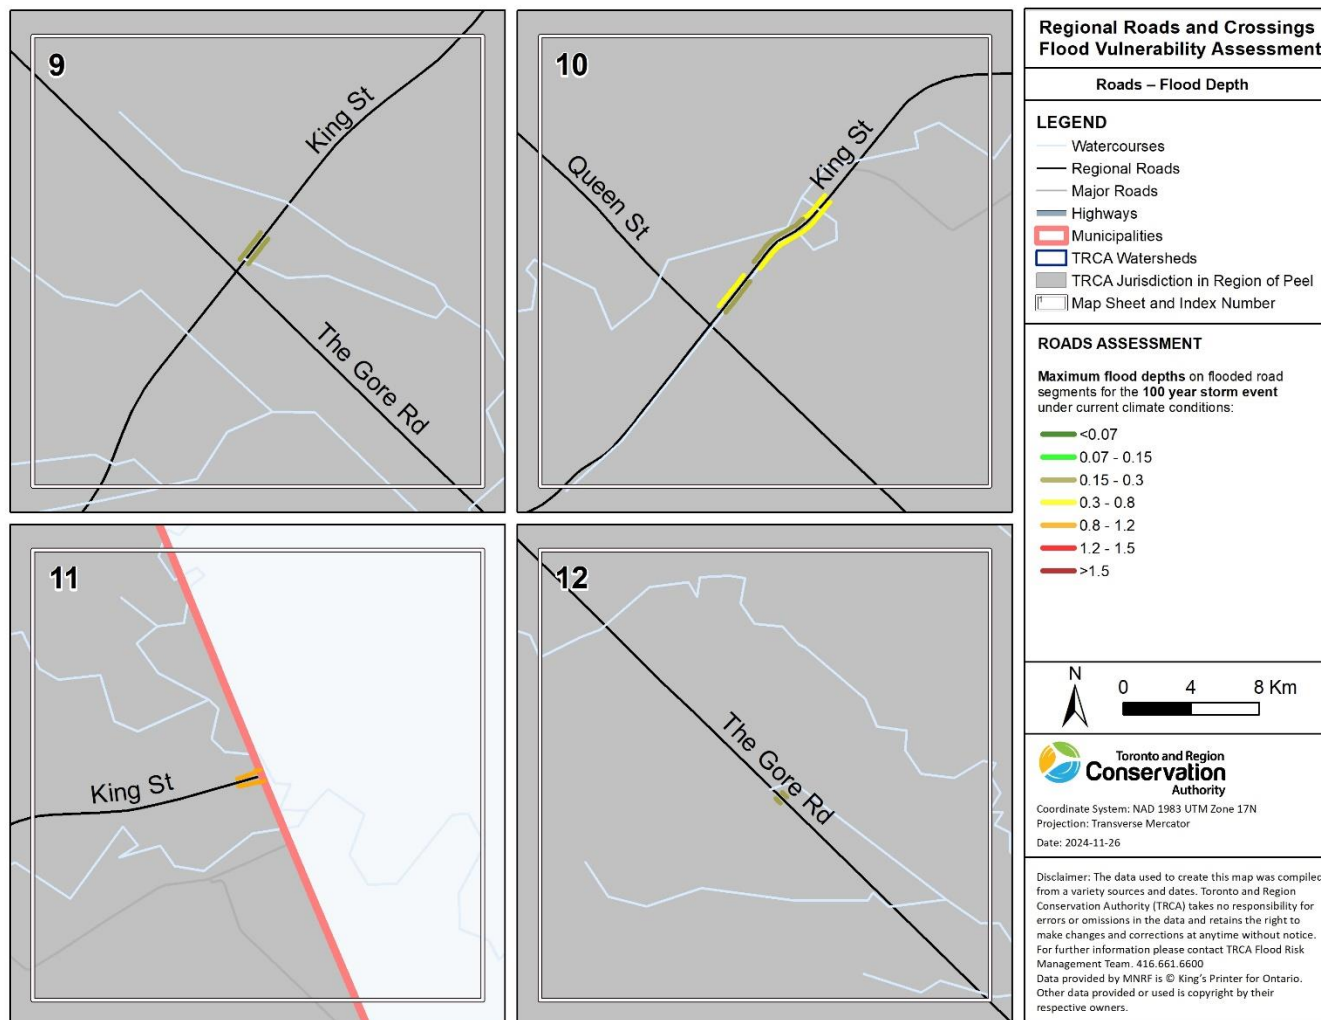 9
King St
The Gore Rd
10
Queen St
King St
11
King St
12
The Gore Rd
Regional Roads and Crossings
Flood Vulnerability Assessment
Roads – Flood Depth
LEGEND
Watercourses
Regional Roads
Major Roads
Highways
Municipalities
TRCA Watersheds
TRCA Jurisdiction in Region of Peel
Map Sheet and Index Number
ROADS ASSESSMENT
Maximum flood depths on flooded road
segments for the 100 year storm event
under current climate conditions:
<0.07
0.07 - 0.15
0.15 - 0.3
0.3 - 0.8
0.8 - 1.2
1.2 - 1.5
>1.5
N
0 4 8 Km
Toronto and Region
Conservation
Authority
Coordinate System: NAD 1983 UTM Zone 17N
Projection: Transverse Mercator
Date: 2024-11-26
Disclaimer: The data used to create this map was compiled
from a variety sources and dates. Toronto and Region
Conservation Authority (TRCA) takes no responsibility for
errors or omissions in the data and retains the right to
make changes and corrections at anytime without notice.
For further information please contact TRCA Flood Risk
Management Team. 416.661.6600
Data provided by MNRF is © King's Printer for Ontario.
Other data provided or used is copyright by their
respective owners.